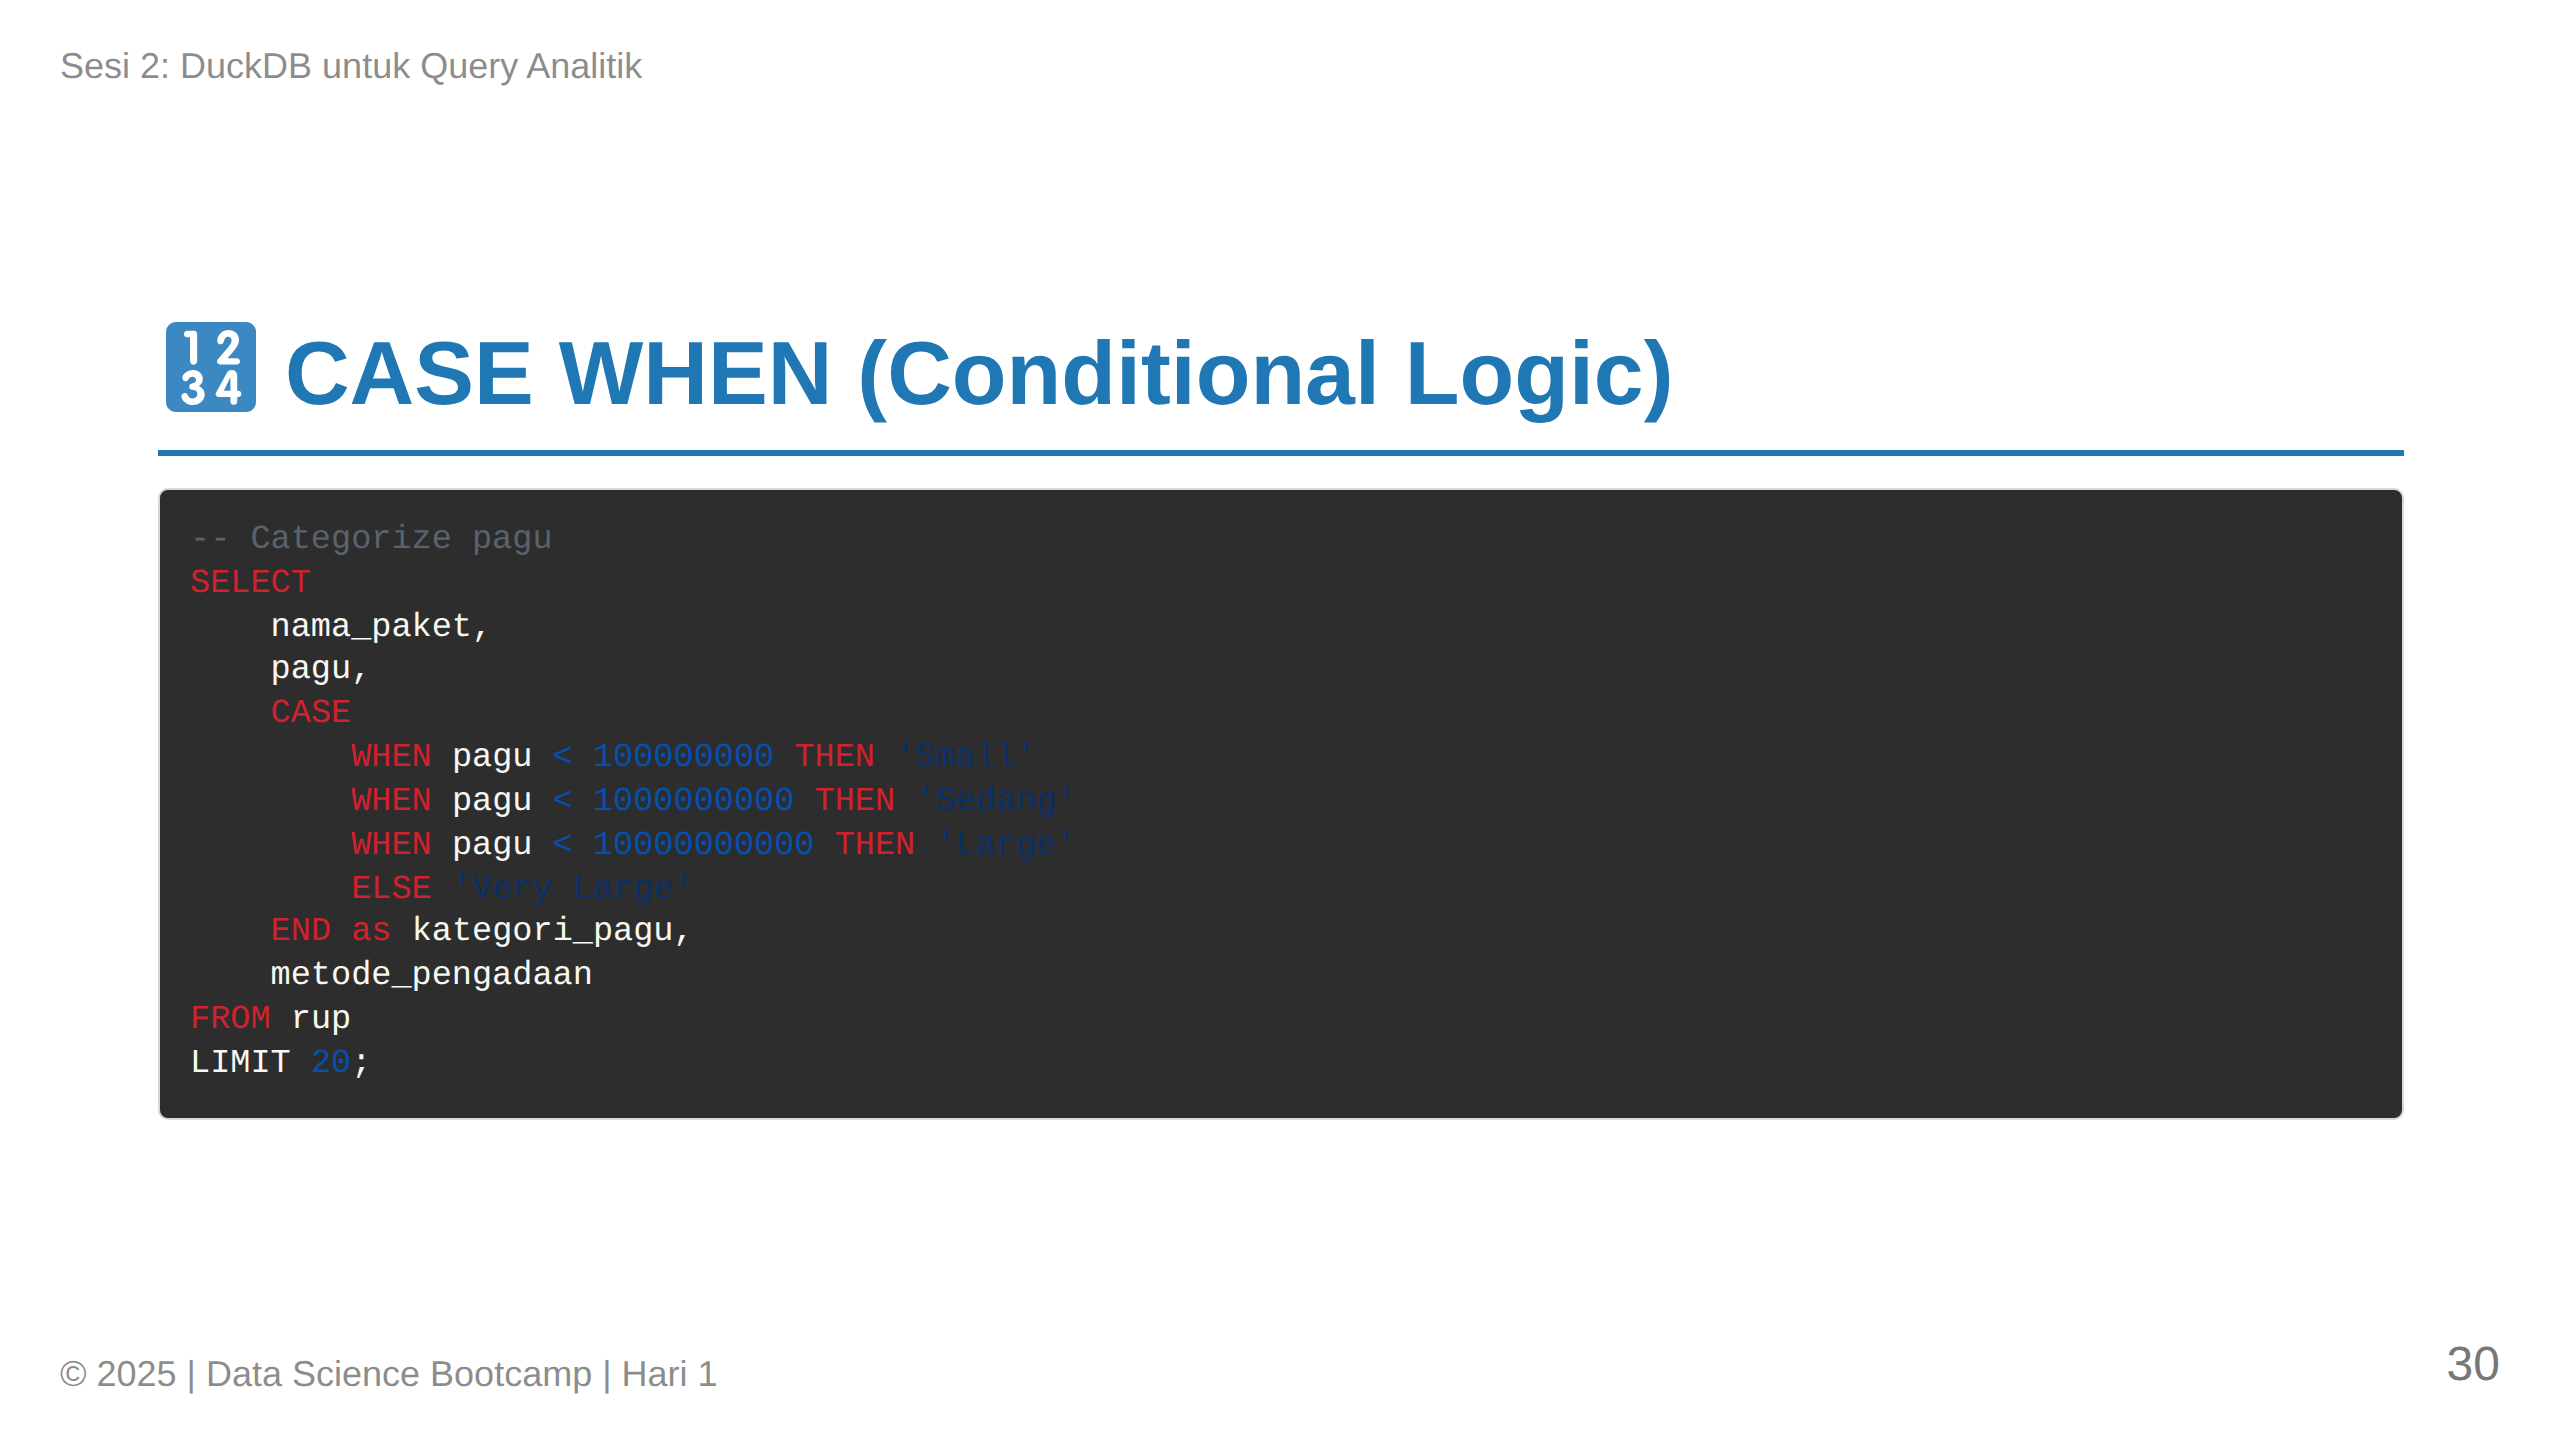 Sesi 2: DuckDB untuk Query Analitik
🔢 CASE WHEN (Conditional Logic)
-- Categorize pagu
SELECT
    nama_paket,
    pagu,
    CASE
        WHEN pagu < 100000000 THEN 'Small'
        WHEN pagu < 1000000000 THEN 'Sedang'
        WHEN pagu < 10000000000 THEN 'Large'
        ELSE 'Very Large'
    END as kategori_pagu,
    metode_pengadaan
FROM rup
LIMIT 20;
© 2025 | Data Science Bootcamp | Hari 1
30